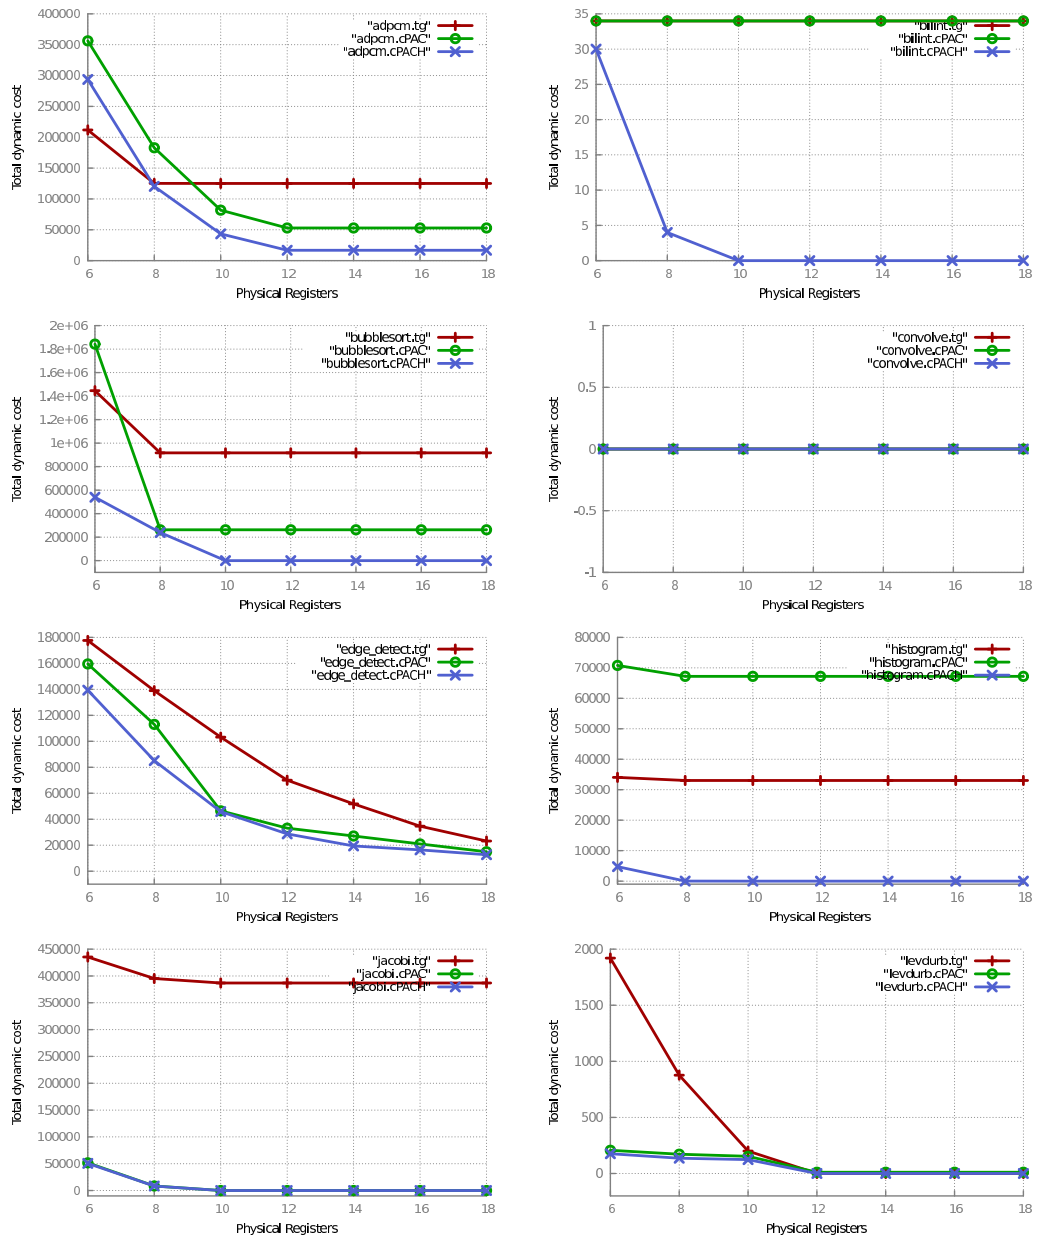 "adpcm.tg"
"adpcm.cPAC"
"adpcm.cPACH"
400000
350000
300000
250000
200000
150000
100000
50000
0
6 8 10 12 14 16 18
Total dynamic cost
Physical Registers
"bilint.tg"
"bilint.cPAC"
"bilint.cPACH"
35
30
25
20
15
10
5
0
6 8 10 12 14 16 18
Total dynamic cost
Physical Registers
"bubblesort.tg"
"bubblesort.cPAC"
"bubblesort.cPACH"
2e+06
1.8e+06
1.6e+06
1.4e+06
1.2e+06
1e+06
800000
600000
400000
200000
0
6 8 10 12 14 16 18
Total dynamic cost
Physical Registers
"convolve.tg"
"convolve.cPAC"
"convolve.cPACH"
1
0.5
0
-0.5
-1
6 8 10 12 14 16 18
Total dynamic cost
Physical Registers
"edge_detect.tg"
"edge_detect.cPAC"
"edge_detect.cPACH"
180000
160000
140000
120000
100000
80000
60000
40000
20000
0
6 8 10 12 14 16 18
Total dynamic cost
Physical Registers
"histogram.tg"
"histogram.cPAC"
"histogram.cPACH"
80000
70000
60000
50000
40000
30000
20000
10000
0
6 8 10 12 14 16 18
Total dynamic cost
Physical Registers
"jacobi.tg"
"jacobi.cPAC"
"jacobi.cPACH"
450000
400000
350000
300000
250000
200000
150000
100000
50000
0
6 8 10 12 14 16 18
Total dynamic cost
Physical Registers
"levdurb.tg"
"levdurb.cPAC"
"levdurb.cPACH"
2000
1500
1000
500
0
6 8 10 12 14 16 18
Total dynamic cost
Physical Registers